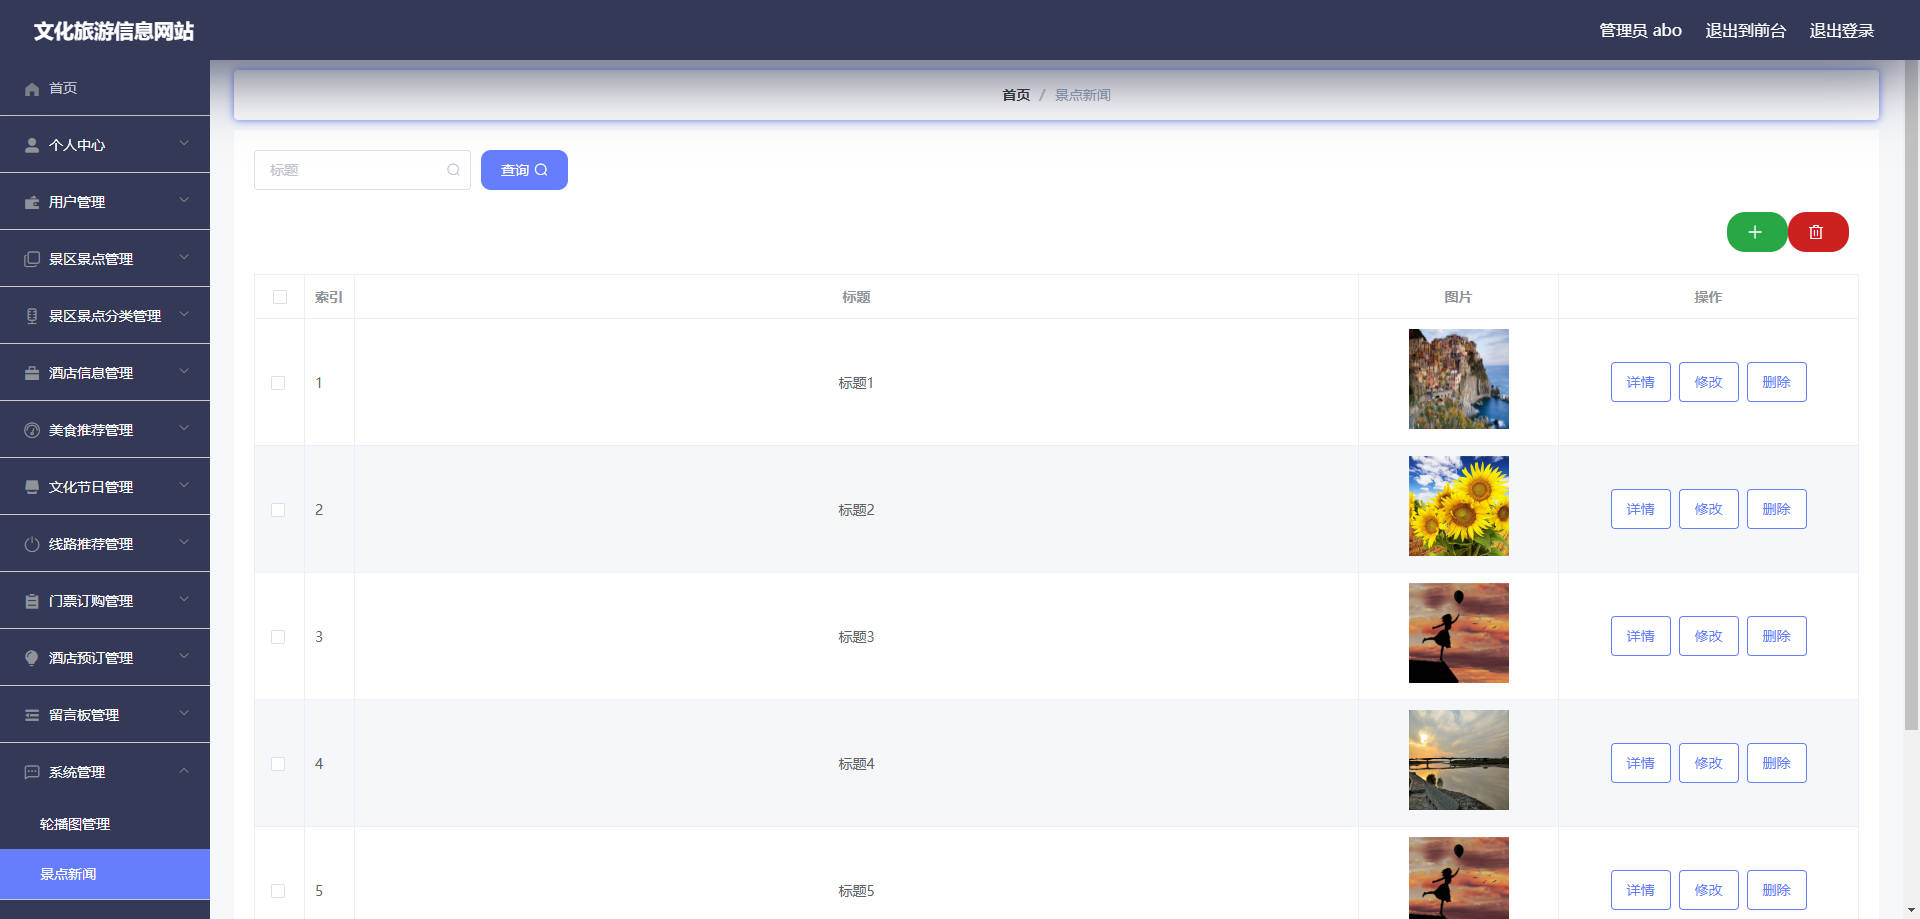 文化旅游信息网站
管理员 abo 退出到前台 退出登录
首页
个人中心
用户管理
景区景点管理
景区景点分类管理
酒店信息管理
美食推荐管理
文化节日管理
线路推荐管理
门票订购管理
酒店预订管理
留言板管理
系统管理
轮播图管理
景点新闻
首页 / 景点新闻
标题 查询
索引 标题 图片 操作
1 标题1 详情 修改 删除
2 标题2 详情 修改 删除
3 标题3 详情 修改 删除
4 标题4 详情 修改 删除
5 标题5 详情 修改 删除